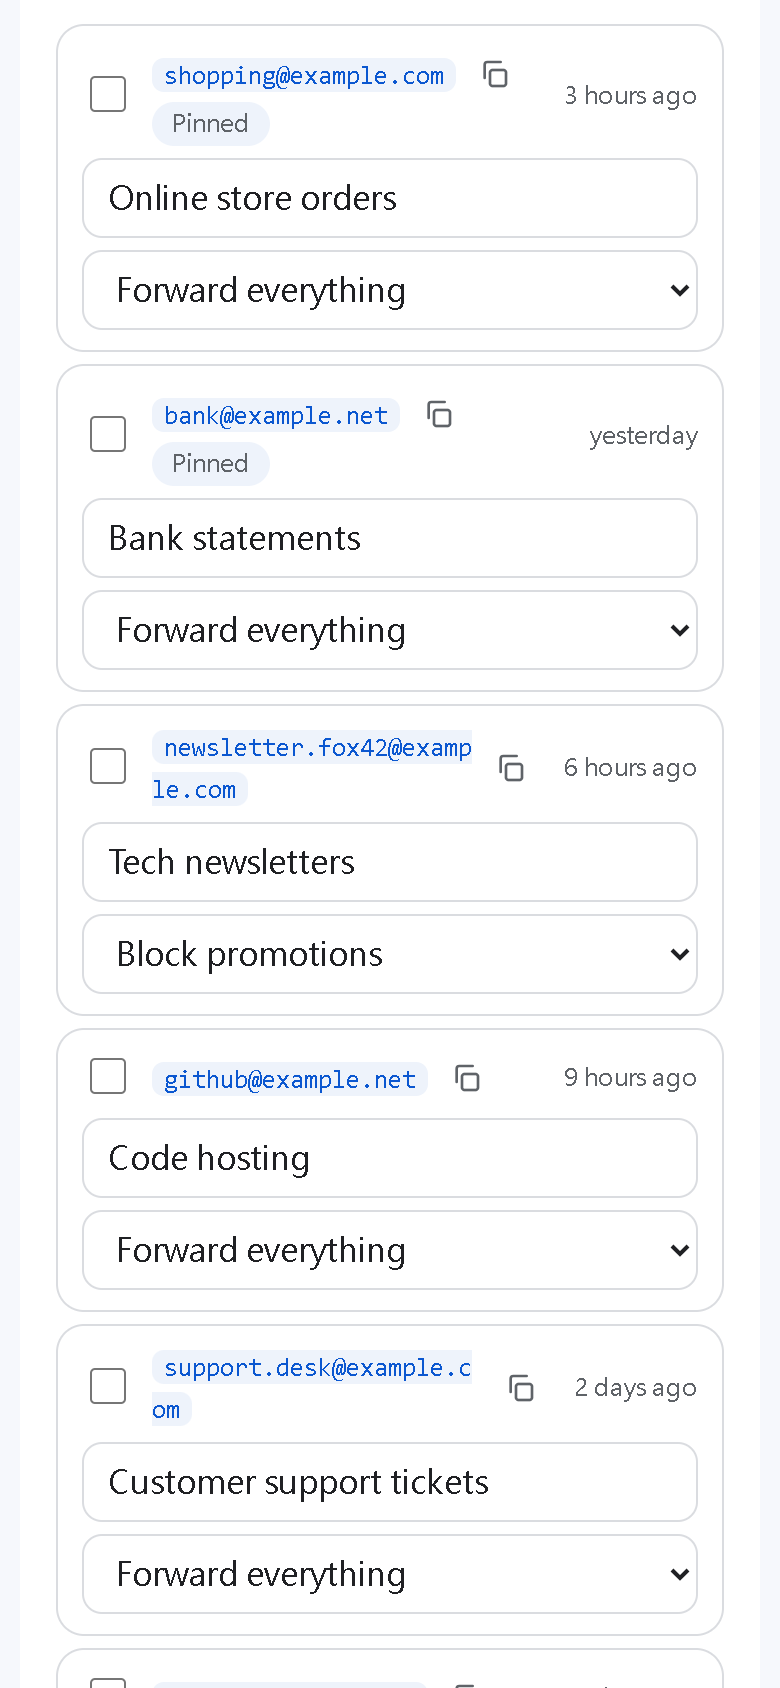 shopping@example.com
3 hours ago
Pinned
Online store orders
Forward everything
bank@example.net
yesterday
Pinned
Bank statements
Forward everything
newsletter.fox42@examp
le.com
6 hours ago
Tech newsletters
Block promotions
github@example.net
9 hours ago
Code hosting
Forward everything
support.desk@example.c
om
2 days ago
Customer support tickets
Forward everything